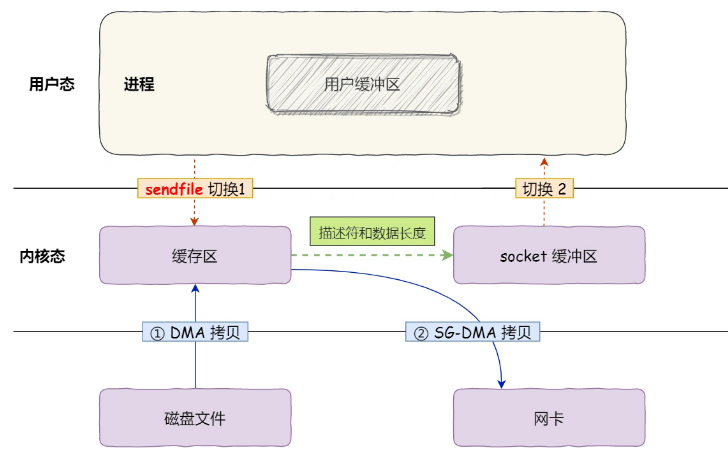 用户态
进程
用户缓冲区
sendfile 切换1
切换 2
描述符和数据长度
内核态
缓存区
socket 缓冲区
① DMA 拷贝
② SG-DMA 拷贝
磁盘文件
网卡